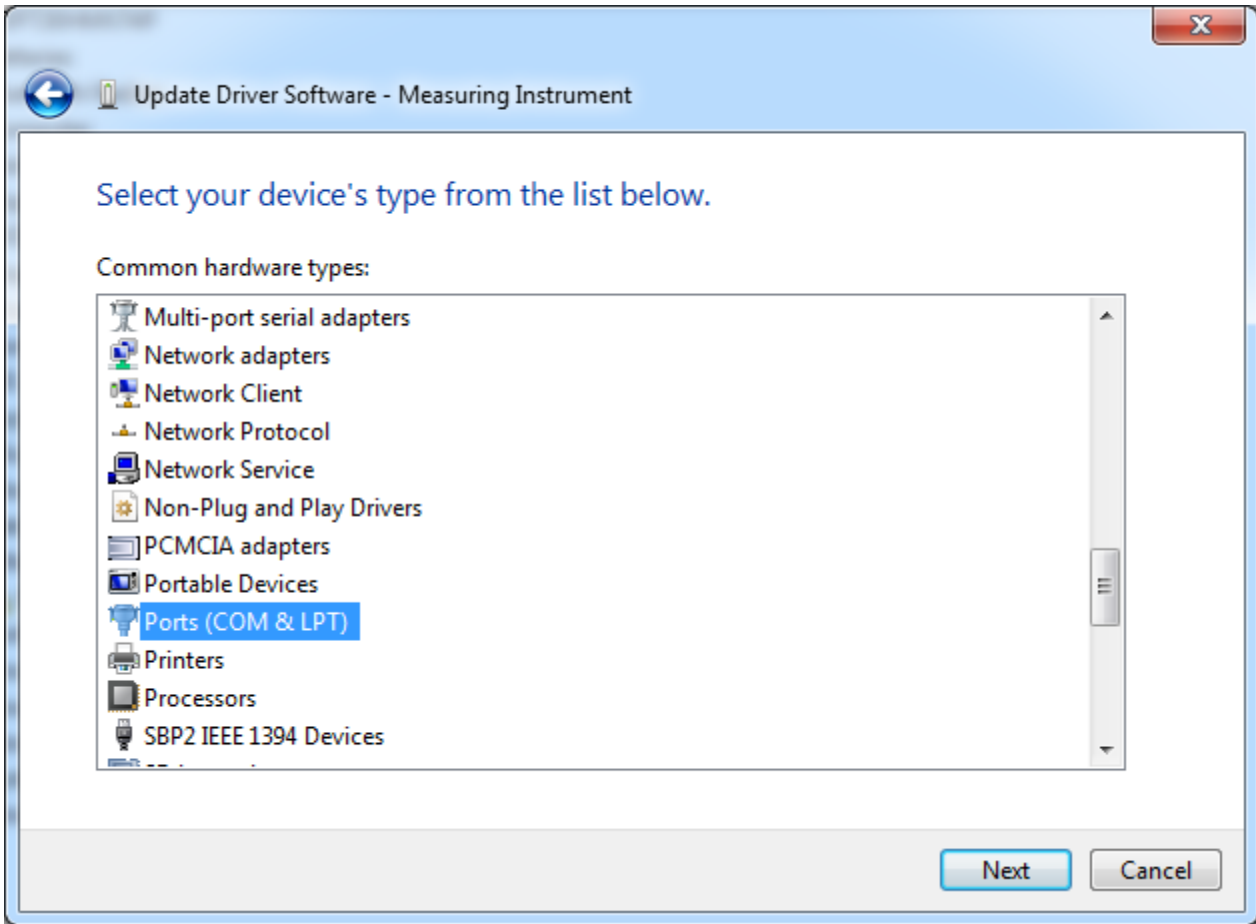 Update Driver Software - Measuring Instrument
Select your device's type from the list below.
Common hardware types:
Multi-port serial adapters
Network adapters
Network Client
Network Protocol
Network Service
Non-Plug and Play Drivers
PCMCIA adapters
Portable Devices
Ports (COM & LPT)
Printers
Processors
SBP2 IEEE 1394 Devices
Next
Cancel